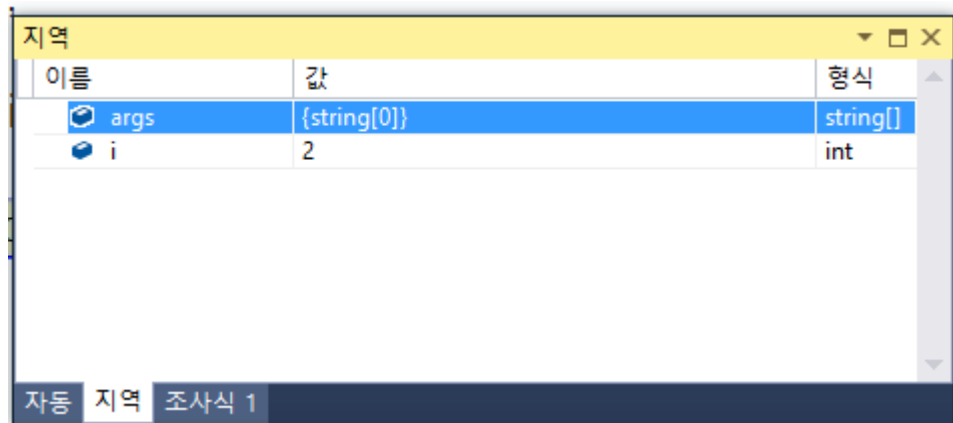 지역
이름 값 형식
args {string[0]} string[]
i 2 int
자동 지역 조사식 1